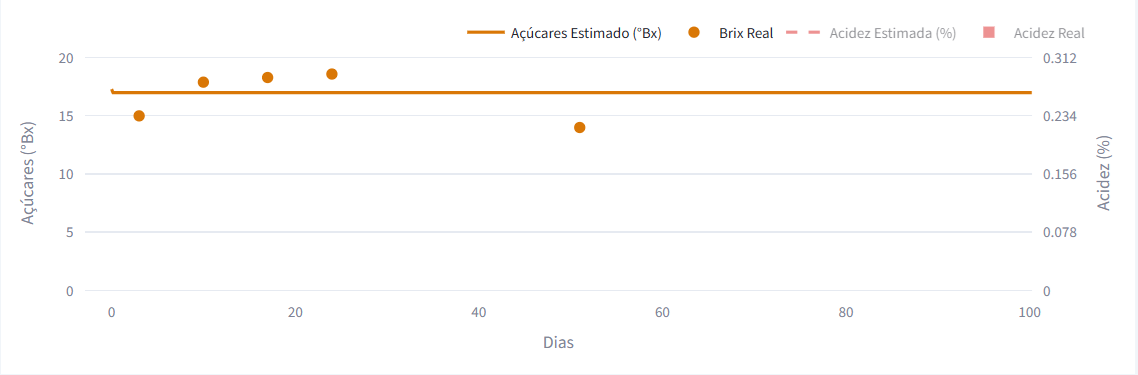 Açúcares Estimado (°Bx) Brix Real Acidez Estimada (%) Acidez Real
20 0.312
15 0.234
10 0.156
5 0.078
0 0
Açúcares (°Bx)
Acidez (%)
0 20 40 60 80 100
Dias